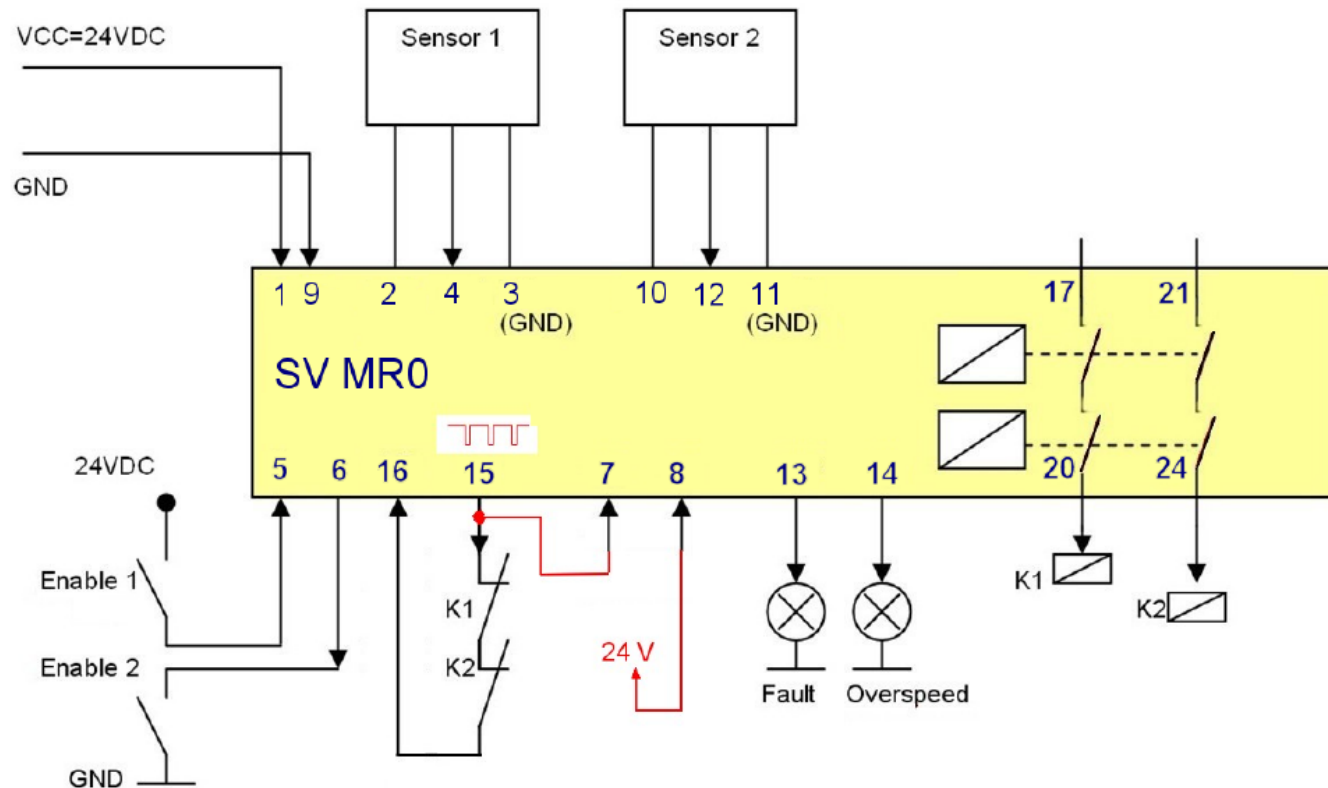 VCC=24VDC
GND
Sensor 1
Sensor 2
1 9 2 4 3 10 12 11 17 21
(GND) (GND)
SV MR0
24VDC
5 6 16 15 7 8 13 14 20 24
Enable 1
Enable 2
GND
K1
K2
24 V
Fault Overspeed
K1
K2